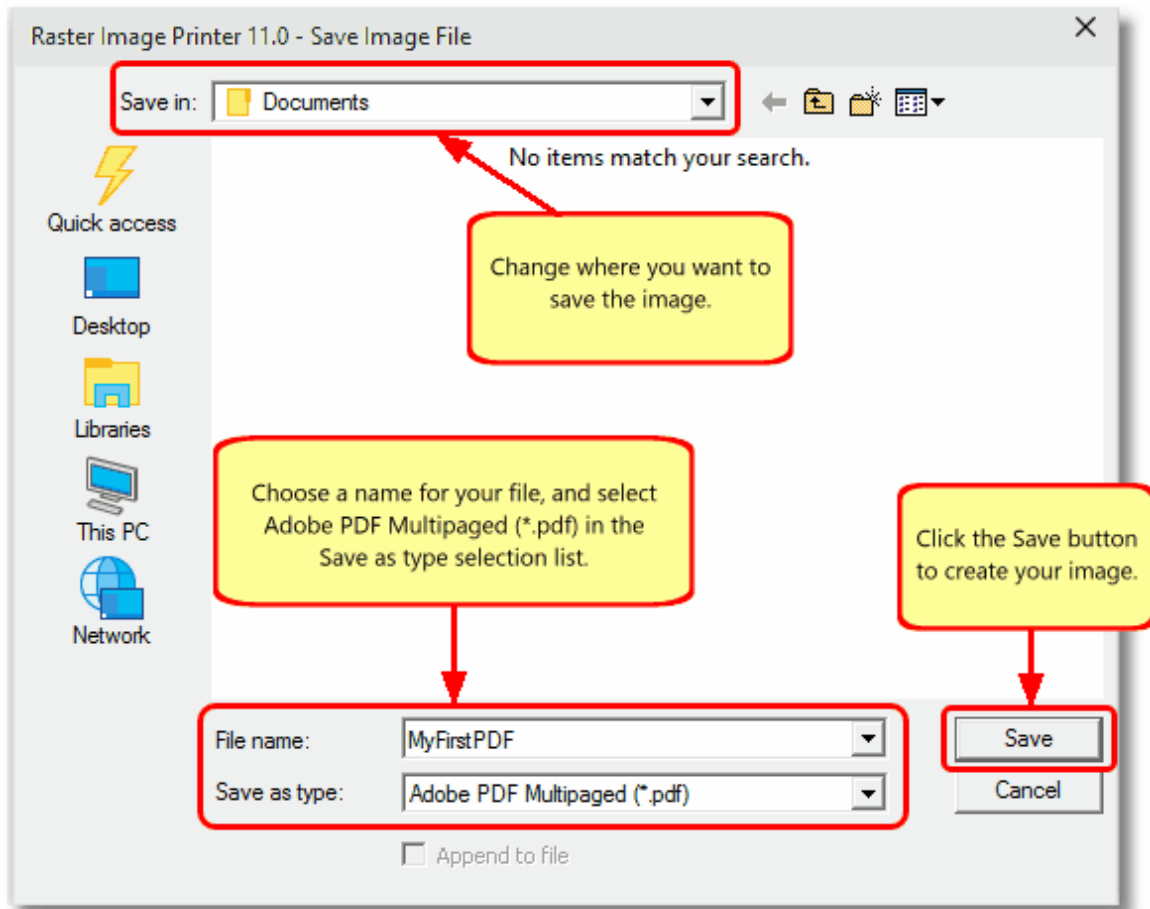 Raster Image Printer 11.0 - Save Image File
Save in:
Documents
No items match your search.
Quick access
Desktop
Libraries
This PC
Network
Change where you want to
save the image.
Choose a name for your file, and select
Adobe PDF Multipaged (*.pdf) in the
Save as type selection list.
Click the Save button
to create your image.
File name:
MyFirstPDF
Save
Save as type:
Adobe PDF Multipaged (*.pdf)
Cancel
Append to file